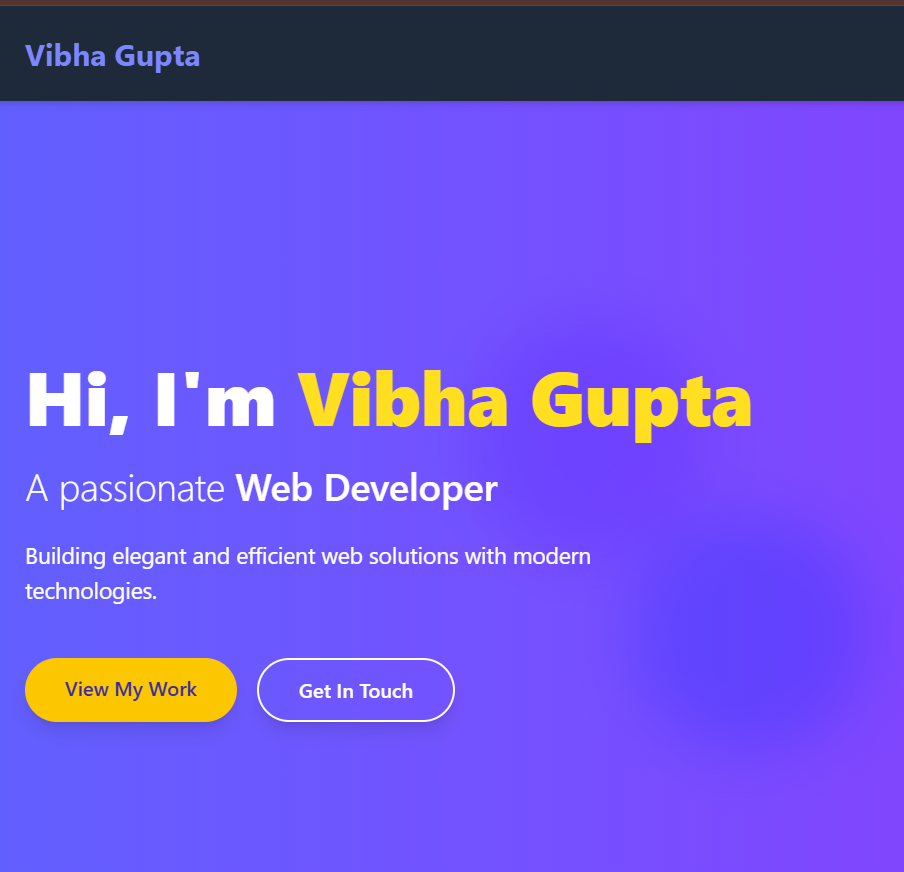 Vibha Gupta
Hi, I'm Vibha Gupta
A passionate Web Developer
Building elegant and efficient web solutions with modern
technologies.
View My Work
Get In Touch